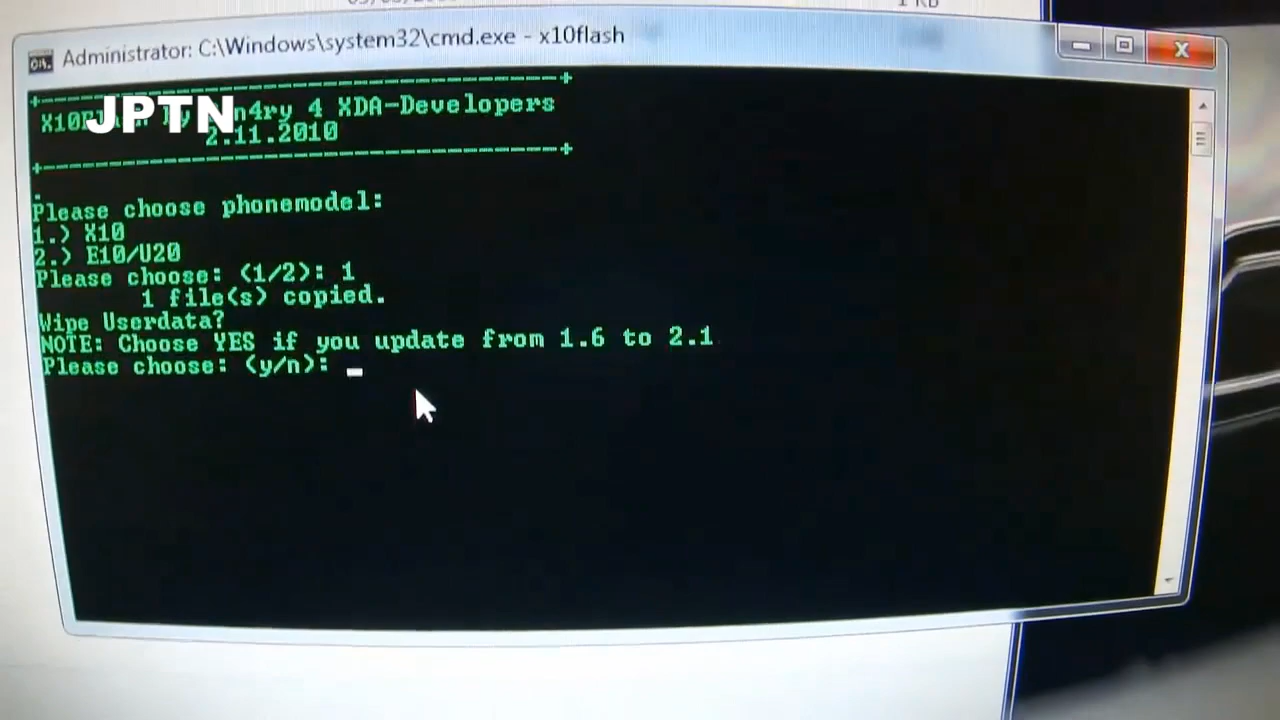 1 KB
Administrator: C:\Windows\system32\cmd.exe - x10flash
JPTN
4 XDA-Developers
2.11.2010
Please choose phonemodel:
1.) X10
2.) E10/U20
Please choose: (1/2): 1
1 file(s) copied.
Wipe Userdata?
NOTE: Choose YES if you update from 1.6 to 2.1
Please choose: (y/n):